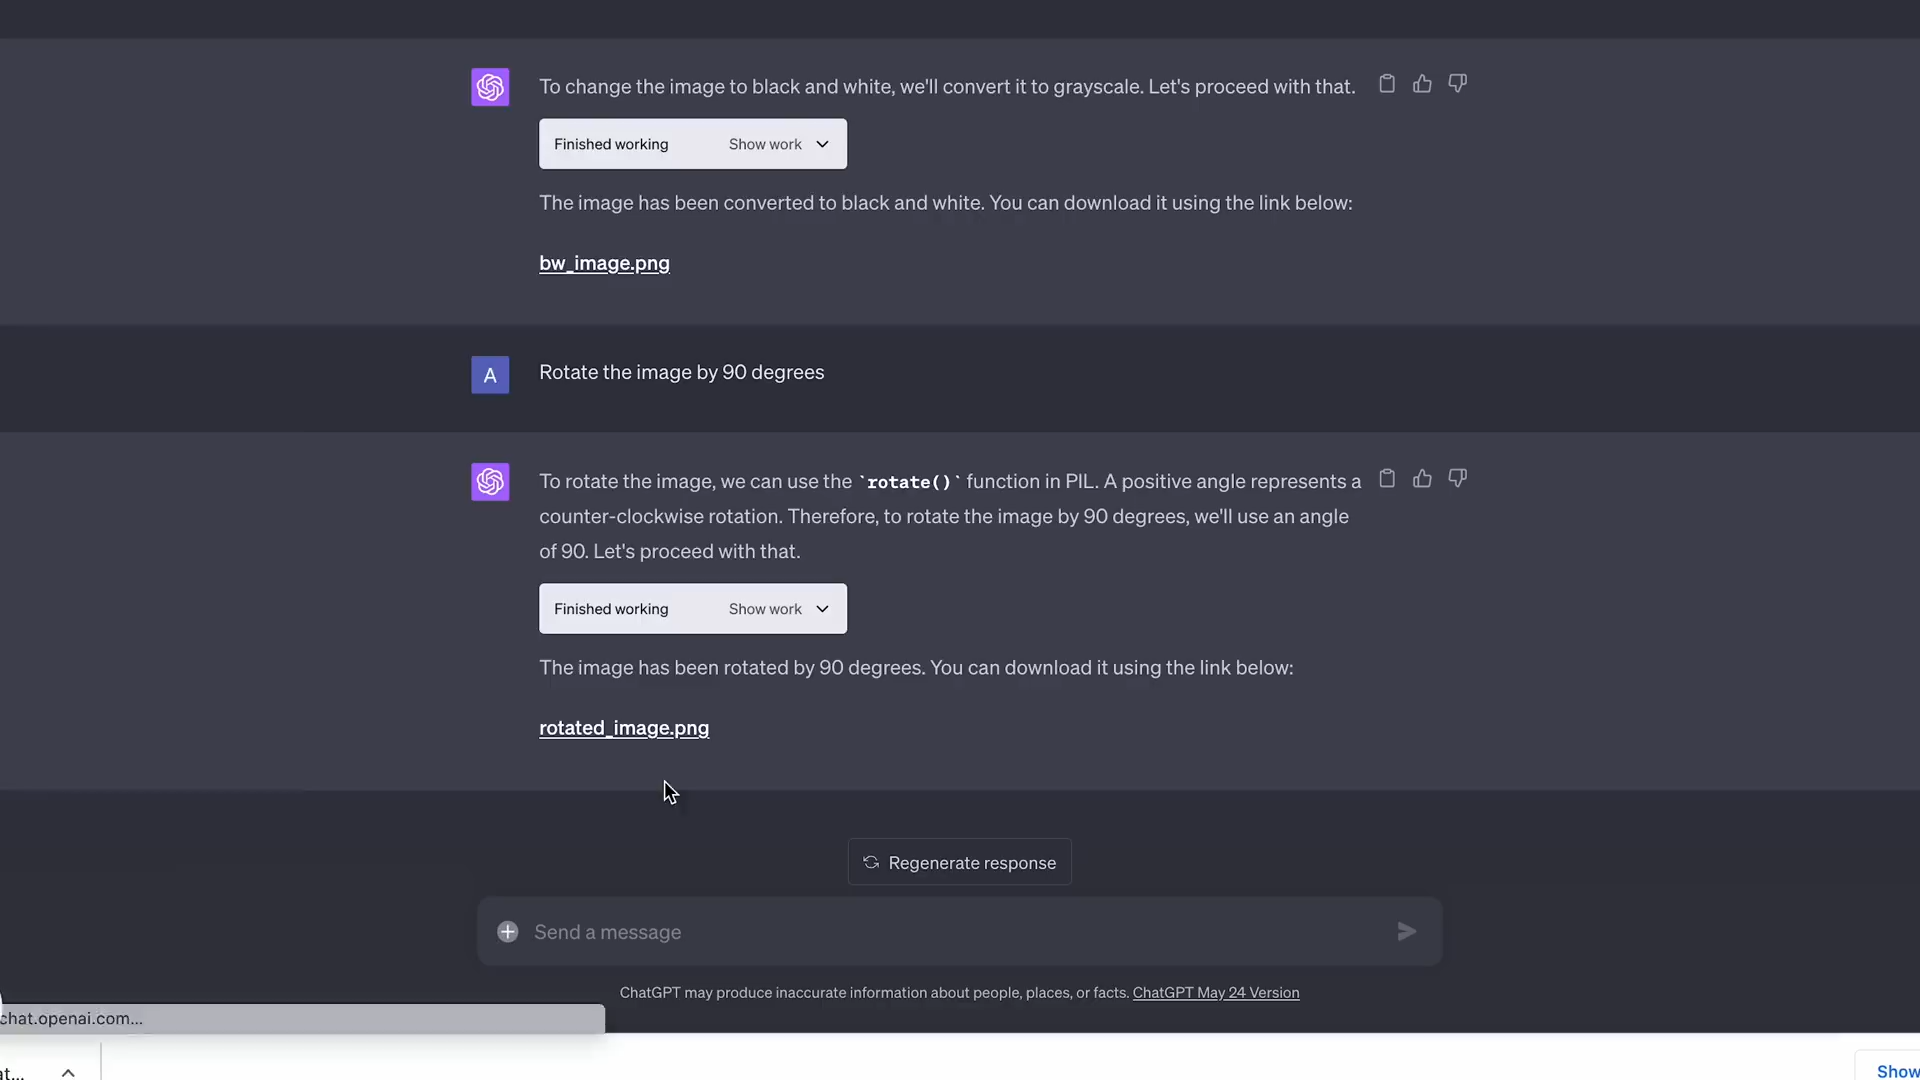 To change the image to black and white, we'll convert it to grayscale. Let's proceed with that.
Finished working Show work
The image has been converted to black and white. You can download it using the link below:
bw_image.png
A Rotate the image by 90 degrees
To rotate the image, we can use the `rotate()` function in PIL. A positive angle represents a
counter-clockwise rotation. Therefore, to rotate the image by 90 degrees, we'll use an angle
of 90. Let's proceed with that.
Finished working Show work
The image has been rotated by 90 degrees. You can download it using the link below:
rotated_image.png
Regenerate response
Send a message
ChatGPT may produce inaccurate information about people, places, or facts. ChatGPT May 24 Version
chat.openai.com...
at...
Show